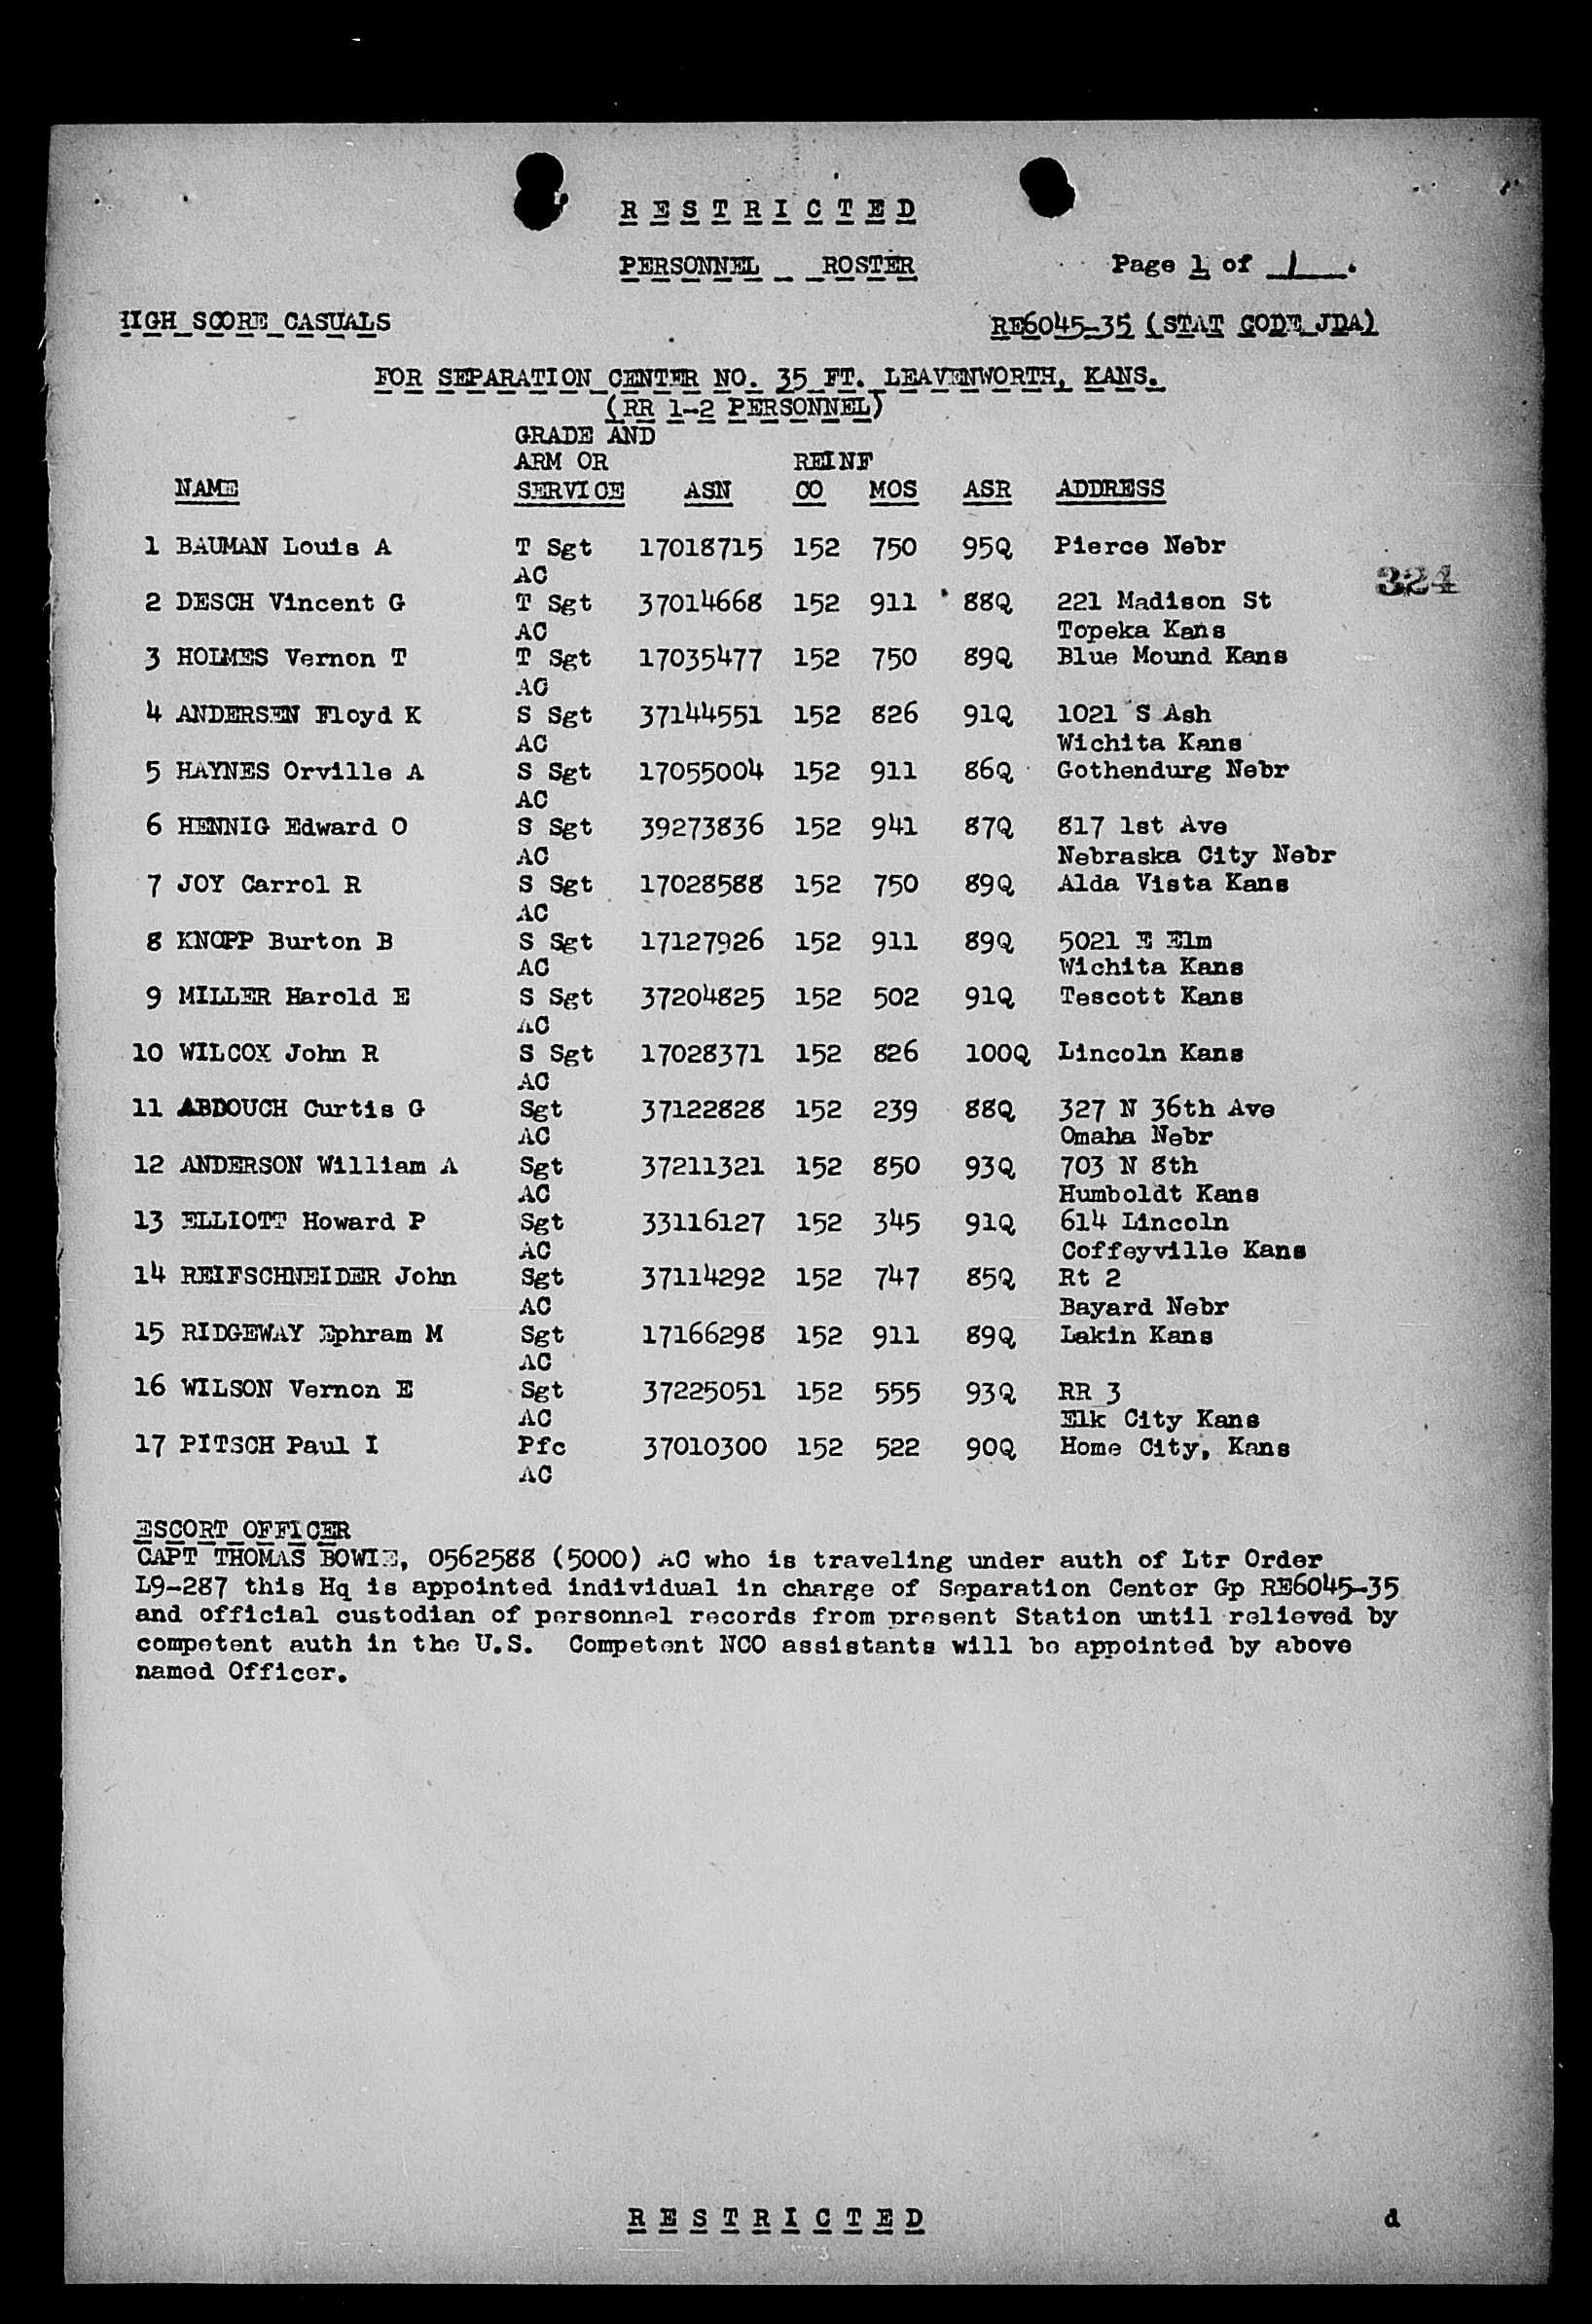 RESTRICTED
PERSONNEL ROSTER Page 1 of 1.
HIGH SCORE CASUALS RE6045-35 (STAT CODE JDA)
FOR SEPARATION CENTER NO. 35 FT. LEAVENWORTH, KANS.
(RR 1-2 PERSONNEL)
GRADE AND
ARM OR REINF
NAME SERVICE ASN CO MOS ASR ADDRESS
1 BAUMAN Louis A T Sgt 17018715 152 750 95Q Pierce Nebr
AC
324
2 DESCH Vincent G T Sgt 37014668 152 911 88Q 221 Madison St
AC Topeka Kans
3 HOLMES Vernon T T Sgt 17035477 152 750 89Q Blue Mound Kans
AC
4 ANDERSEN Floyd K S Sgt 37144551 152 826 91Q 1021 S Ash
AC Wichita Kans
5 HAYNES Orville A S Sgt 17055004 152 911 86Q Gothendurg Nebr
AC
6 HENNIG Edward O S Sgt 39273836 152 941 87Q 817 1st Ave
AC Nebraska City Nebr
7 JOY Carrol R S Sgt 17028588 152 750 89Q Alda Vista Kans
AC
8 KNOPP Burton B S Sgt 17127926 152 911 89Q 5021 E Elm
AC Wichita Kans
9 MILLER Harold E S Sgt 37204825 152 502 91Q Tescott Kans
AC
10 WILCOX John R S Sgt 17028371 152 826 100Q Lincoln Kans
AC
11 ABDOUCH Curtis G Sgt 37122828 152 239 88Q 327 N 36th Ave
AC Omaha Nebr
12 ANDERSON William A Sgt 37211321 152 850 93Q 703 N 8th
AC Humboldt Kans
13 ELLIOTT Howard P Sgt 33116127 152 345 91Q 614 Lincoln
AC Coffeyville Kans
14 REIFSCHNEIDER John Sgt 37114292 152 747 85Q Rt 2
AC Bayard Nebr
15 RIDGEWAY Ephram M Sgt 17166298 152 911 89Q Lakin Kans
AC
16 WILSON Vernon E Sgt 37225051 152 555 93Q RR 3
AC Elk City Kans
17 PITSCH Paul I Pfc 37010300 152 522 90Q Home City, Kans
AC
ESCORT OFFICER
CAPT THOMAS BOWIE, 0562588 (5000) AC who is traveling under auth of Ltr Order
L9-287 this Hq is appointed individual in charge of Separation Center Gp RE6045-35
and official custodian of personnel records from present Station until relieved by
competent auth in the U.S. Competent NCO assistants will be appointed by above
named Officer.
RESTRICTED d